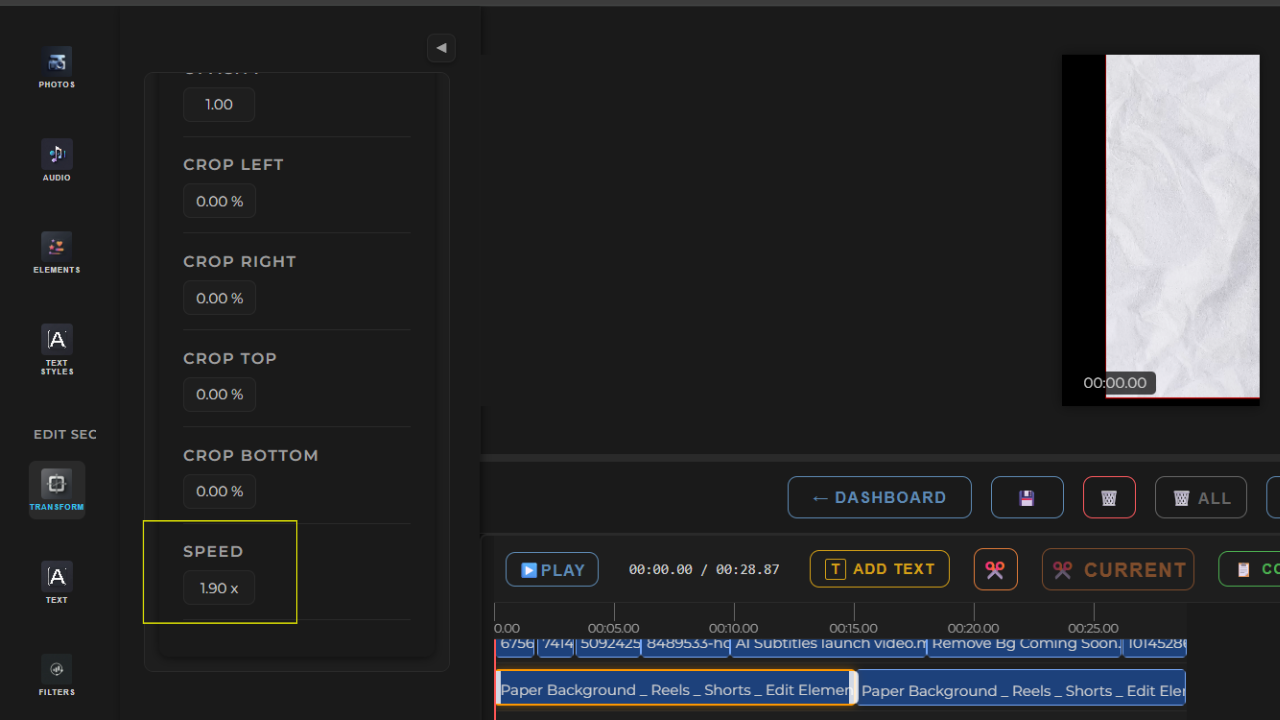 PHOTOS
AUDIO
ELEMENTS
TEXT
STYLES
EDIT SEC
TRANSFORM
TEXT
FILTERS
1.00
CROP LEFT
0.00 %
CROP RIGHT
0.00 %
CROP TOP
0.00 %
CROP BOTTOM
0.00 %
SPEED
1.90 x
00:00.00
← DASHBOARD
ALL
PLAY
00:00.00 / 00:28.87
T ADD TEXT
CURRENT
CO
0.00 00:05.00 00:10.00 00:15.00 00:20.00 00:25.00
6756 7414 5092425 8489533-hd AI Subtitles launch video.m Remove Bg Coming Soon. 10145286
Paper Background _ Reels _ Shorts _ Edit Elemen Paper Background _ Reels _ Shorts _ Edit Eler